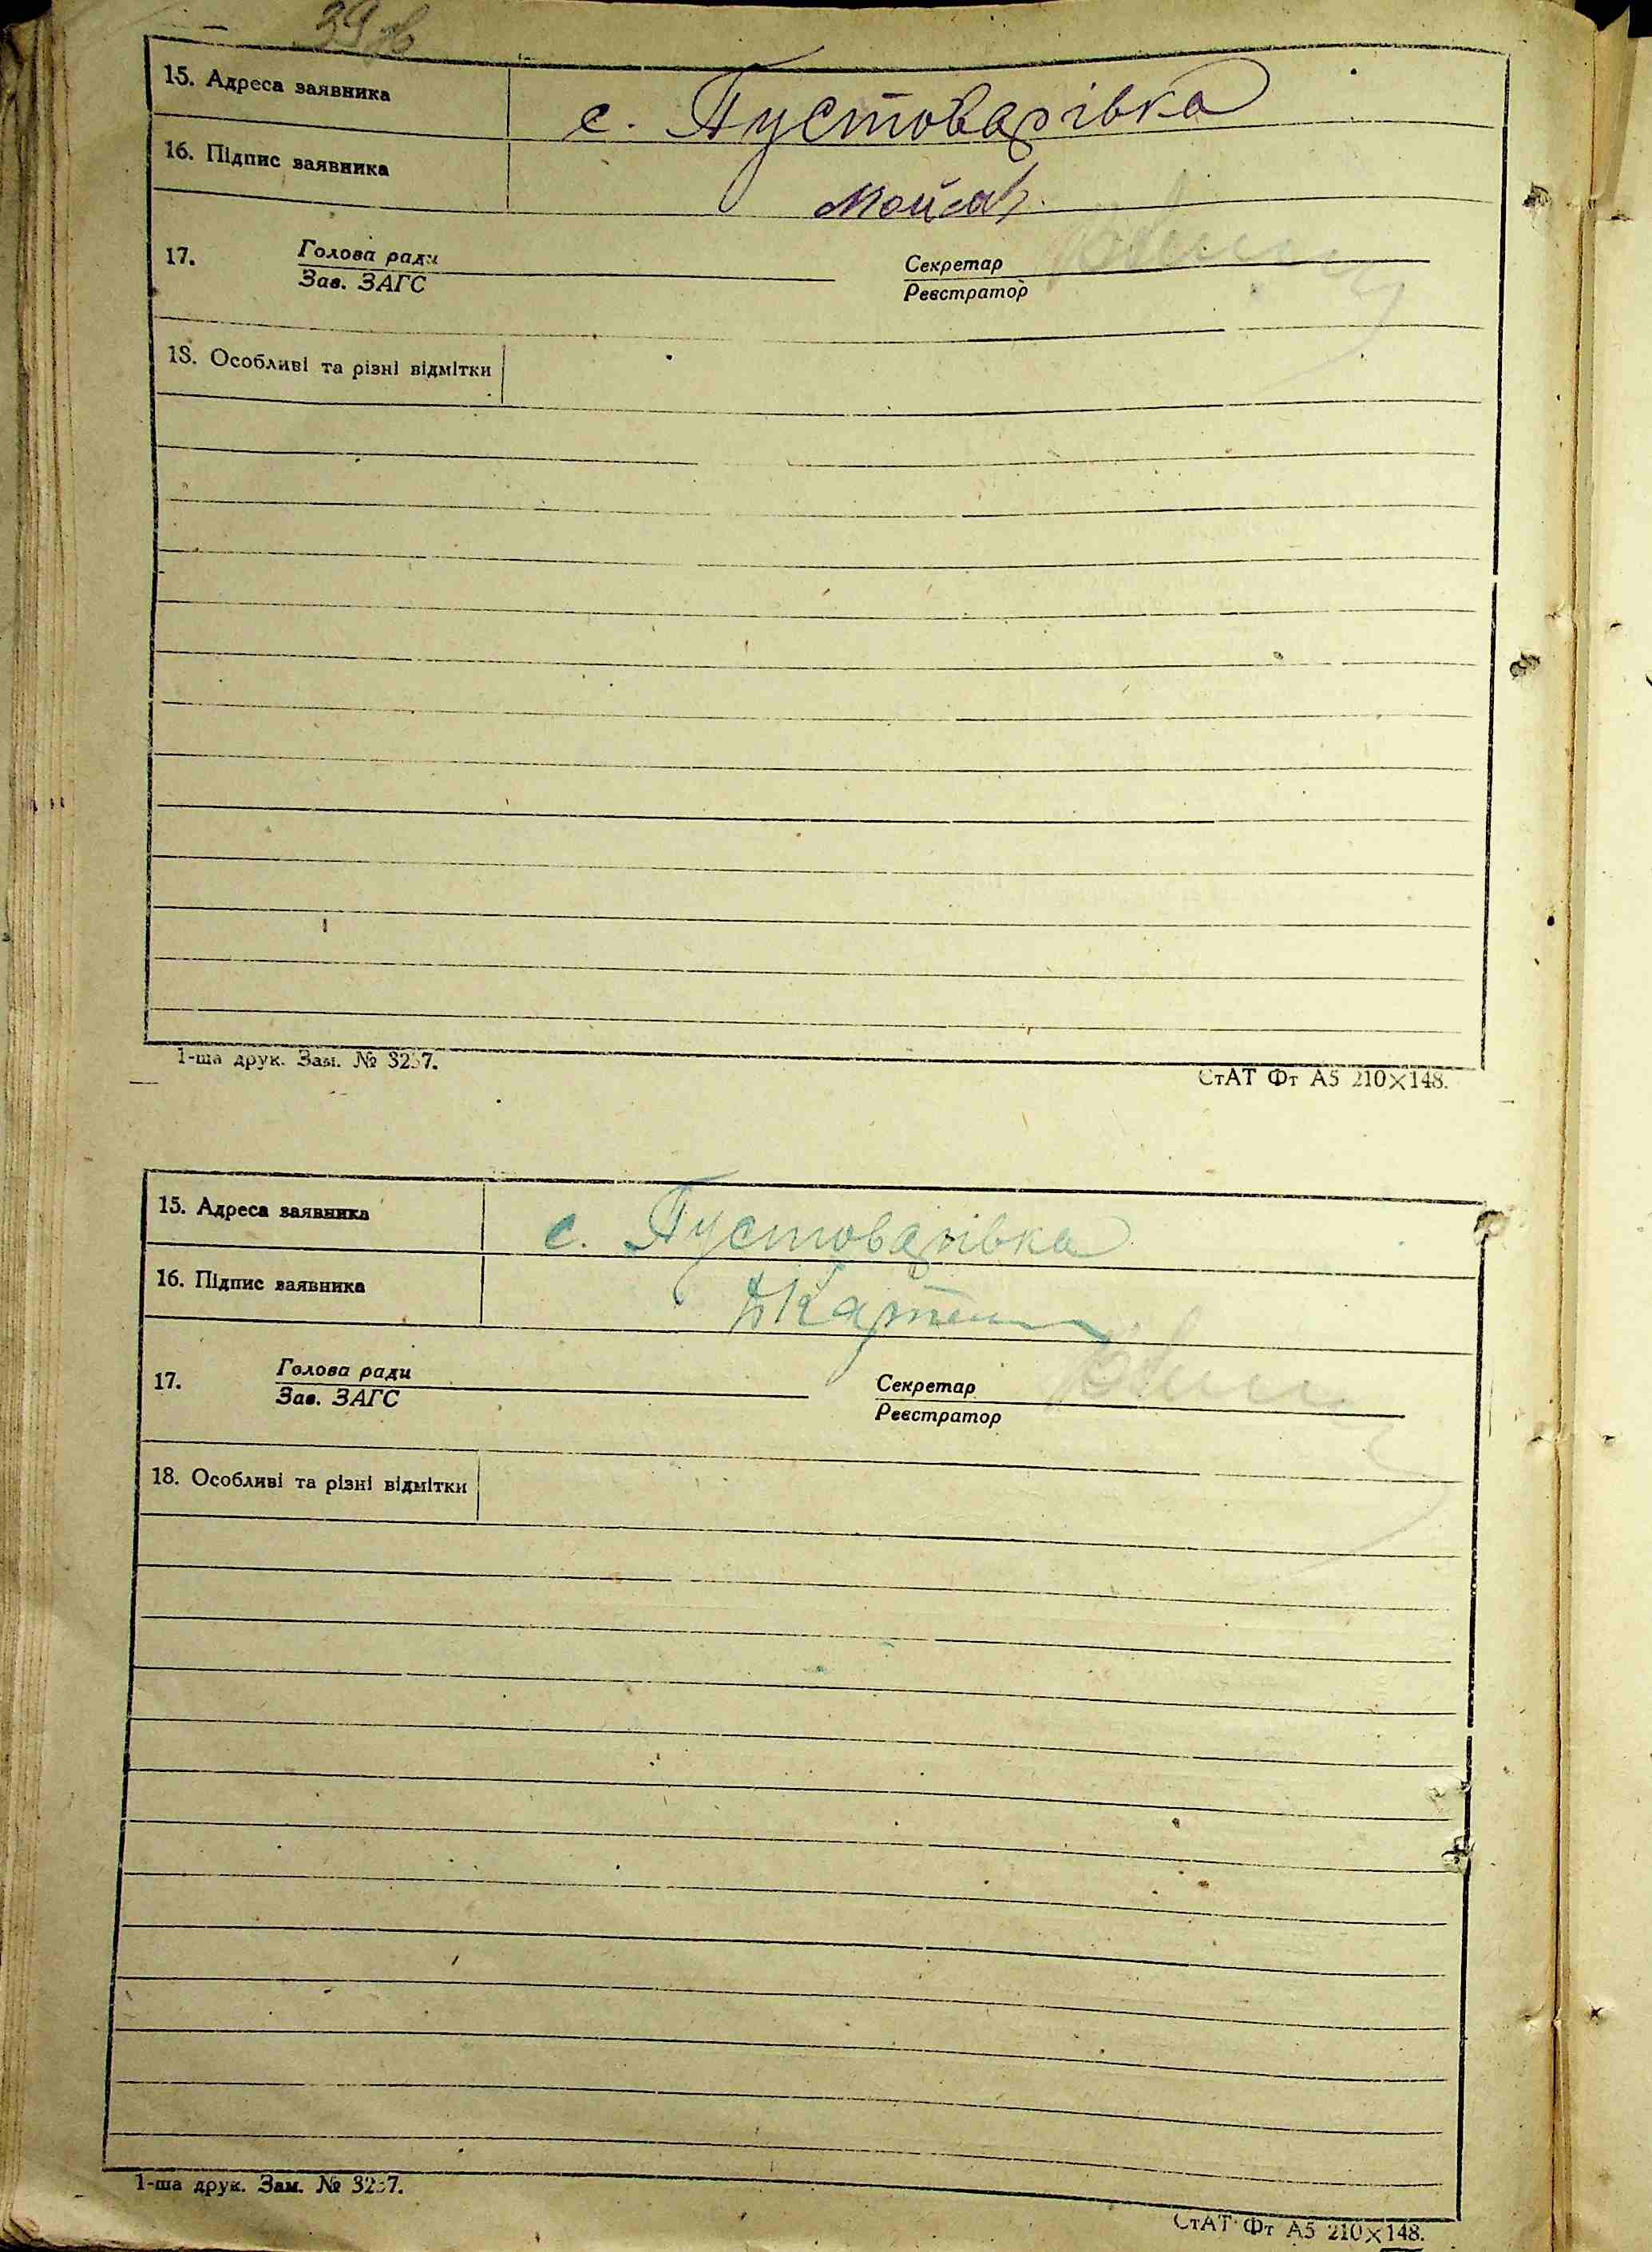 39
15. Адреса заявника с. Пустоварівка
16. Підпис заявника
17. Голова ради Секретар
Зав. ЗАГС Реєстратор
18. Особливі та різні відмітки
1-ша друк. Зам. №
СтАТ Фт А5 210×148.
15. Адреса заявника с. Пустоварівка
16. Підпис заявника
17. Голова ради Секретар
Зав. ЗАГС Реєстратор
18. Особливі та різні відмітки
1-ша друк. Зам. №
СтАТ Фт А5 210×148.